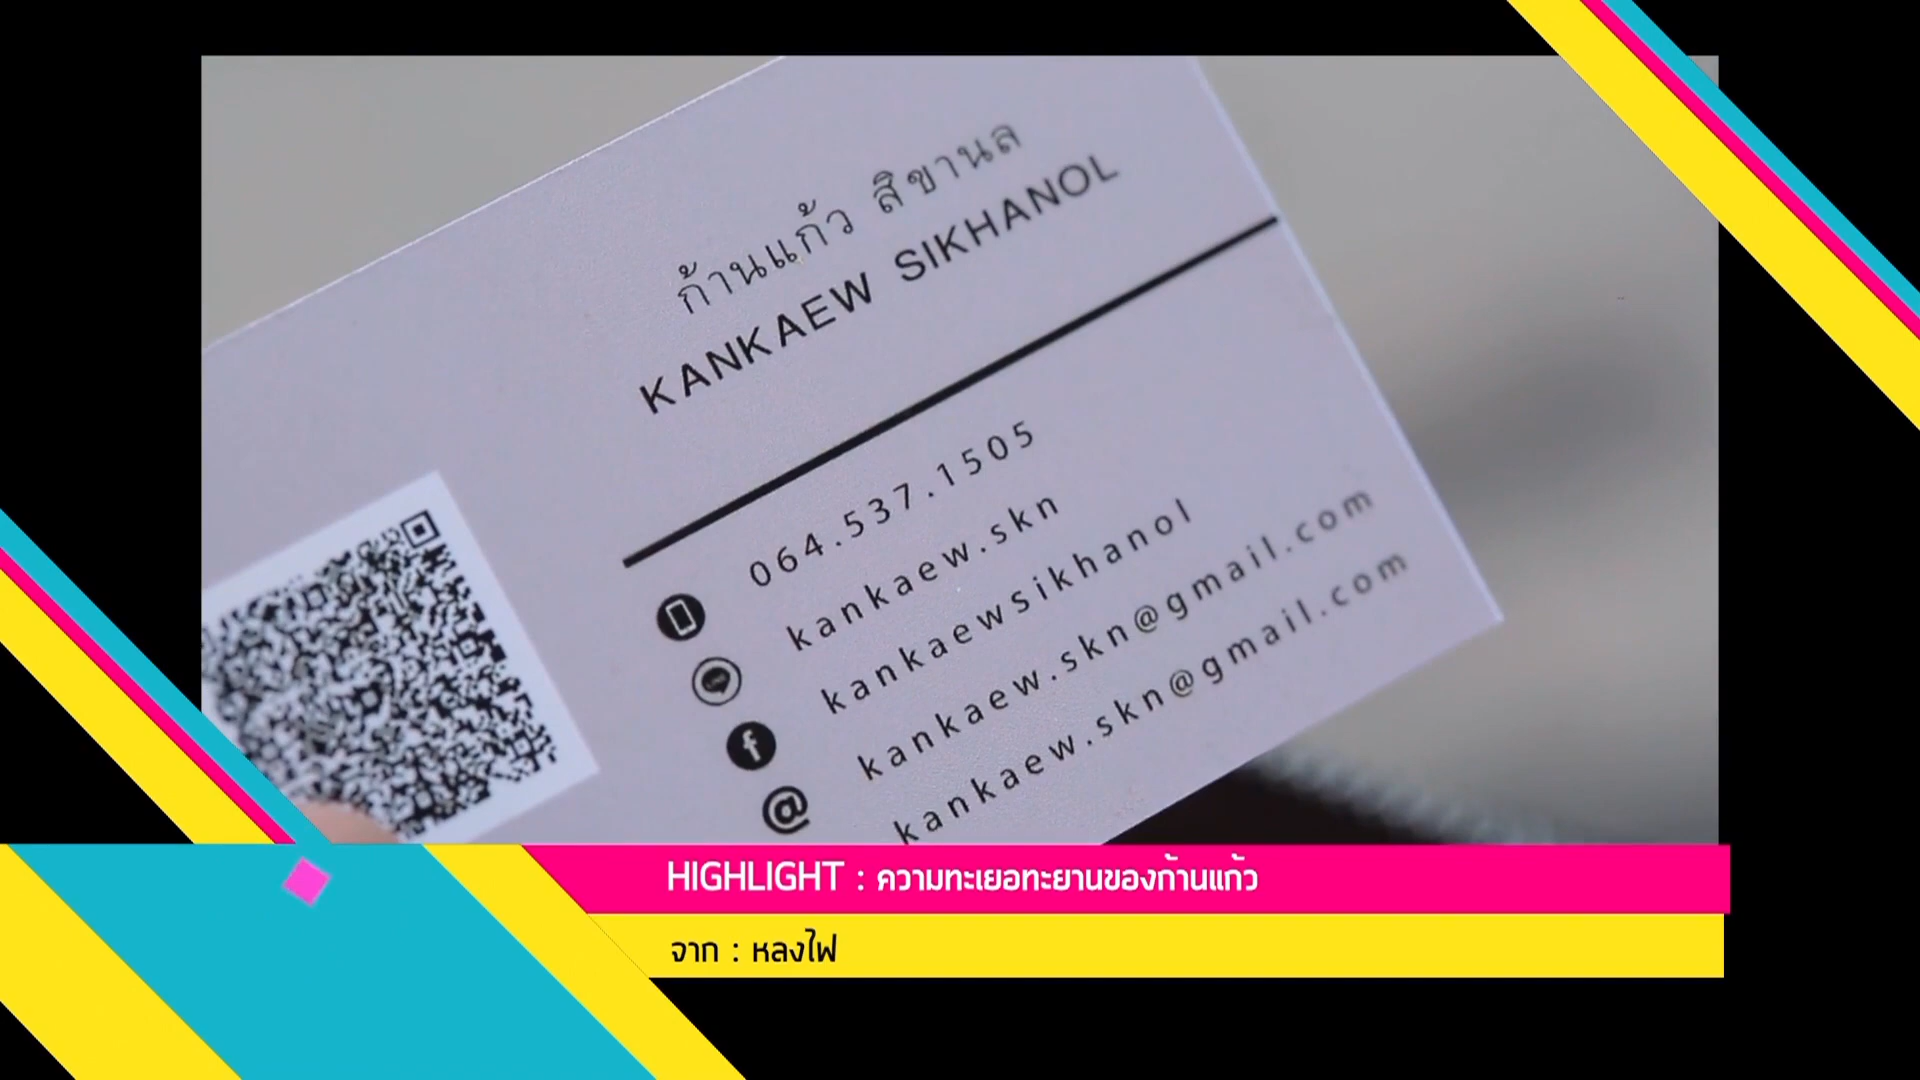 ก้านแก้ว สิขานล
KANKAEW SIKHANOL
064.537.1505
kankaew.skn
kankaewsikhanol
kankaew.skn@gmail.com
kankaew.skn@gmail.com
HIGHLIGHT : ความทะเยอทะยานของก้านแก้ว
จาก : หลงไฟ